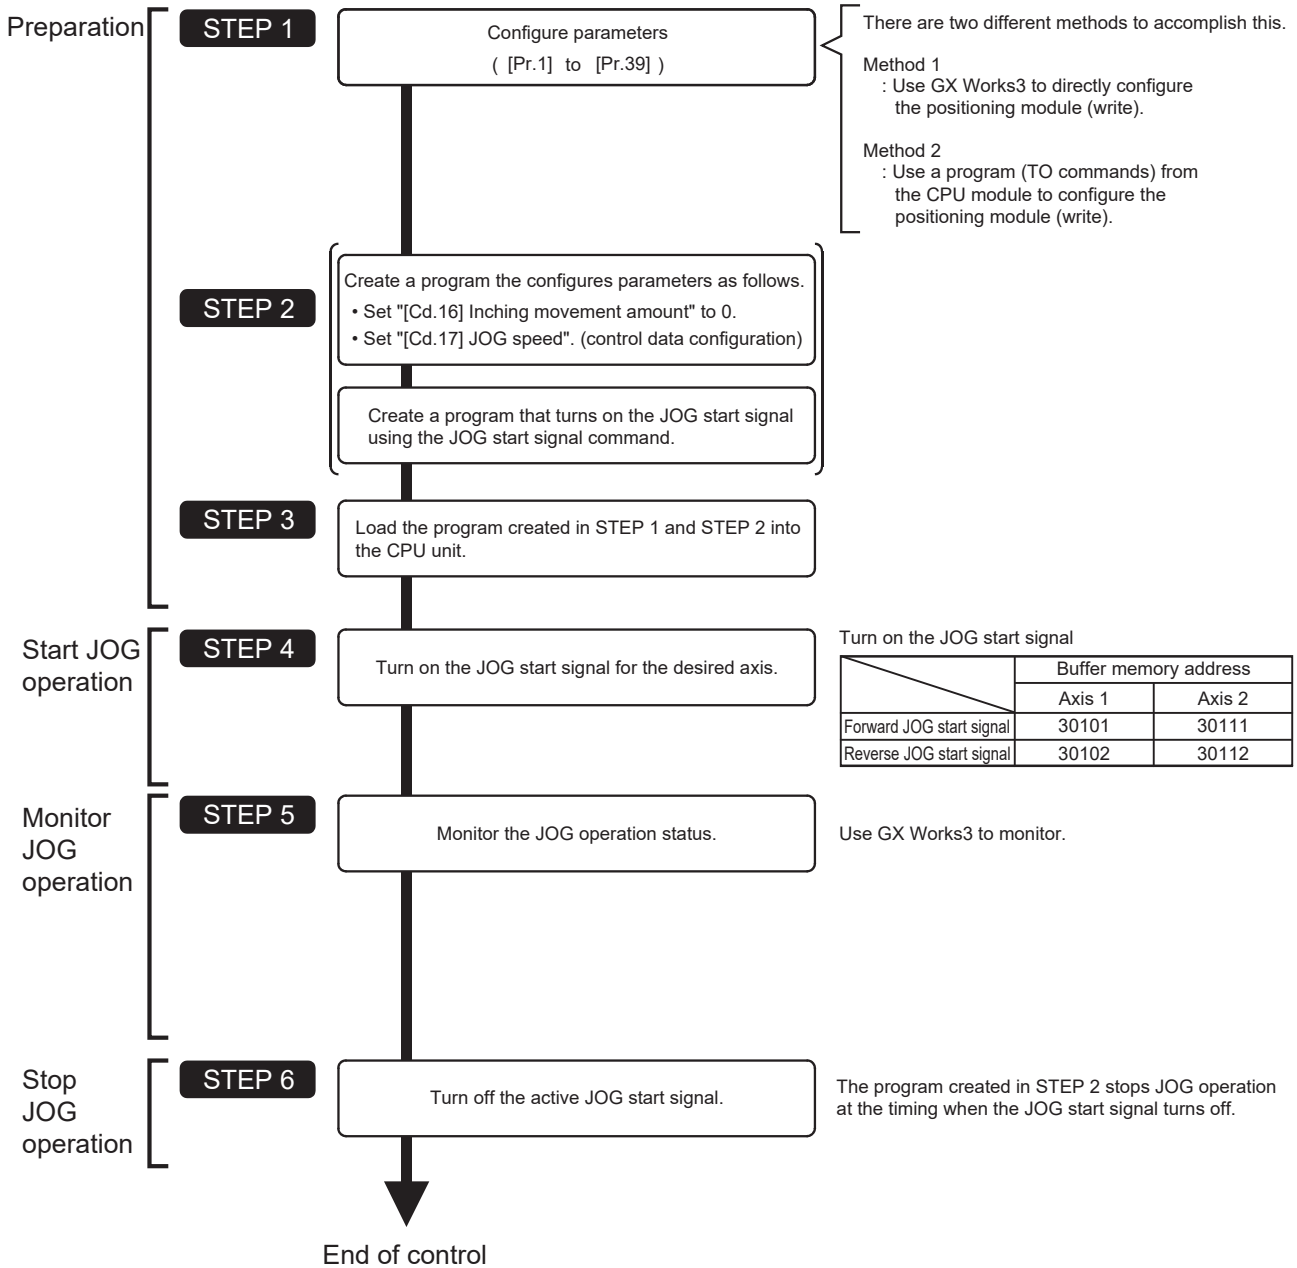 Preparation
STEP 1
Configure parameters
( [Pr.1] to [Pr.39] )
There are two different methods to accomplish this.
Method 1
: Use GX Works3 to directly configure
the positioning module (write).
Method 2
: Use a program (TO commands) from
the CPU module to configure the
positioning module (write).
STEP 2
Create a program the configures parameters as follows.
• Set "[Cd.16] Inching movement amount" to 0.
• Set "[Cd.17] JOG speed". (control data configuration)
Create a program that turns on the JOG start signal
using the JOG start signal command.
STEP 3
Load the program created in STEP 1 and STEP 2 into
the CPU unit.
Start JOG
operation
STEP 4
Turn on the JOG start signal for the desired axis.
Turn on the JOG start signal
Buffer memory address
Axis 1 Axis 2
Forward JOG start signal 30101 30111
Reverse JOG start signal 30102 30112
Monitor
JOG
operation
STEP 5
Monitor the JOG operation status.
Use GX Works3 to monitor.
Stop
JOG
operation
STEP 6
Turn off the active JOG start signal.
The program created in STEP 2 stops JOG operation
at the timing when the JOG start signal turns off.
End of control